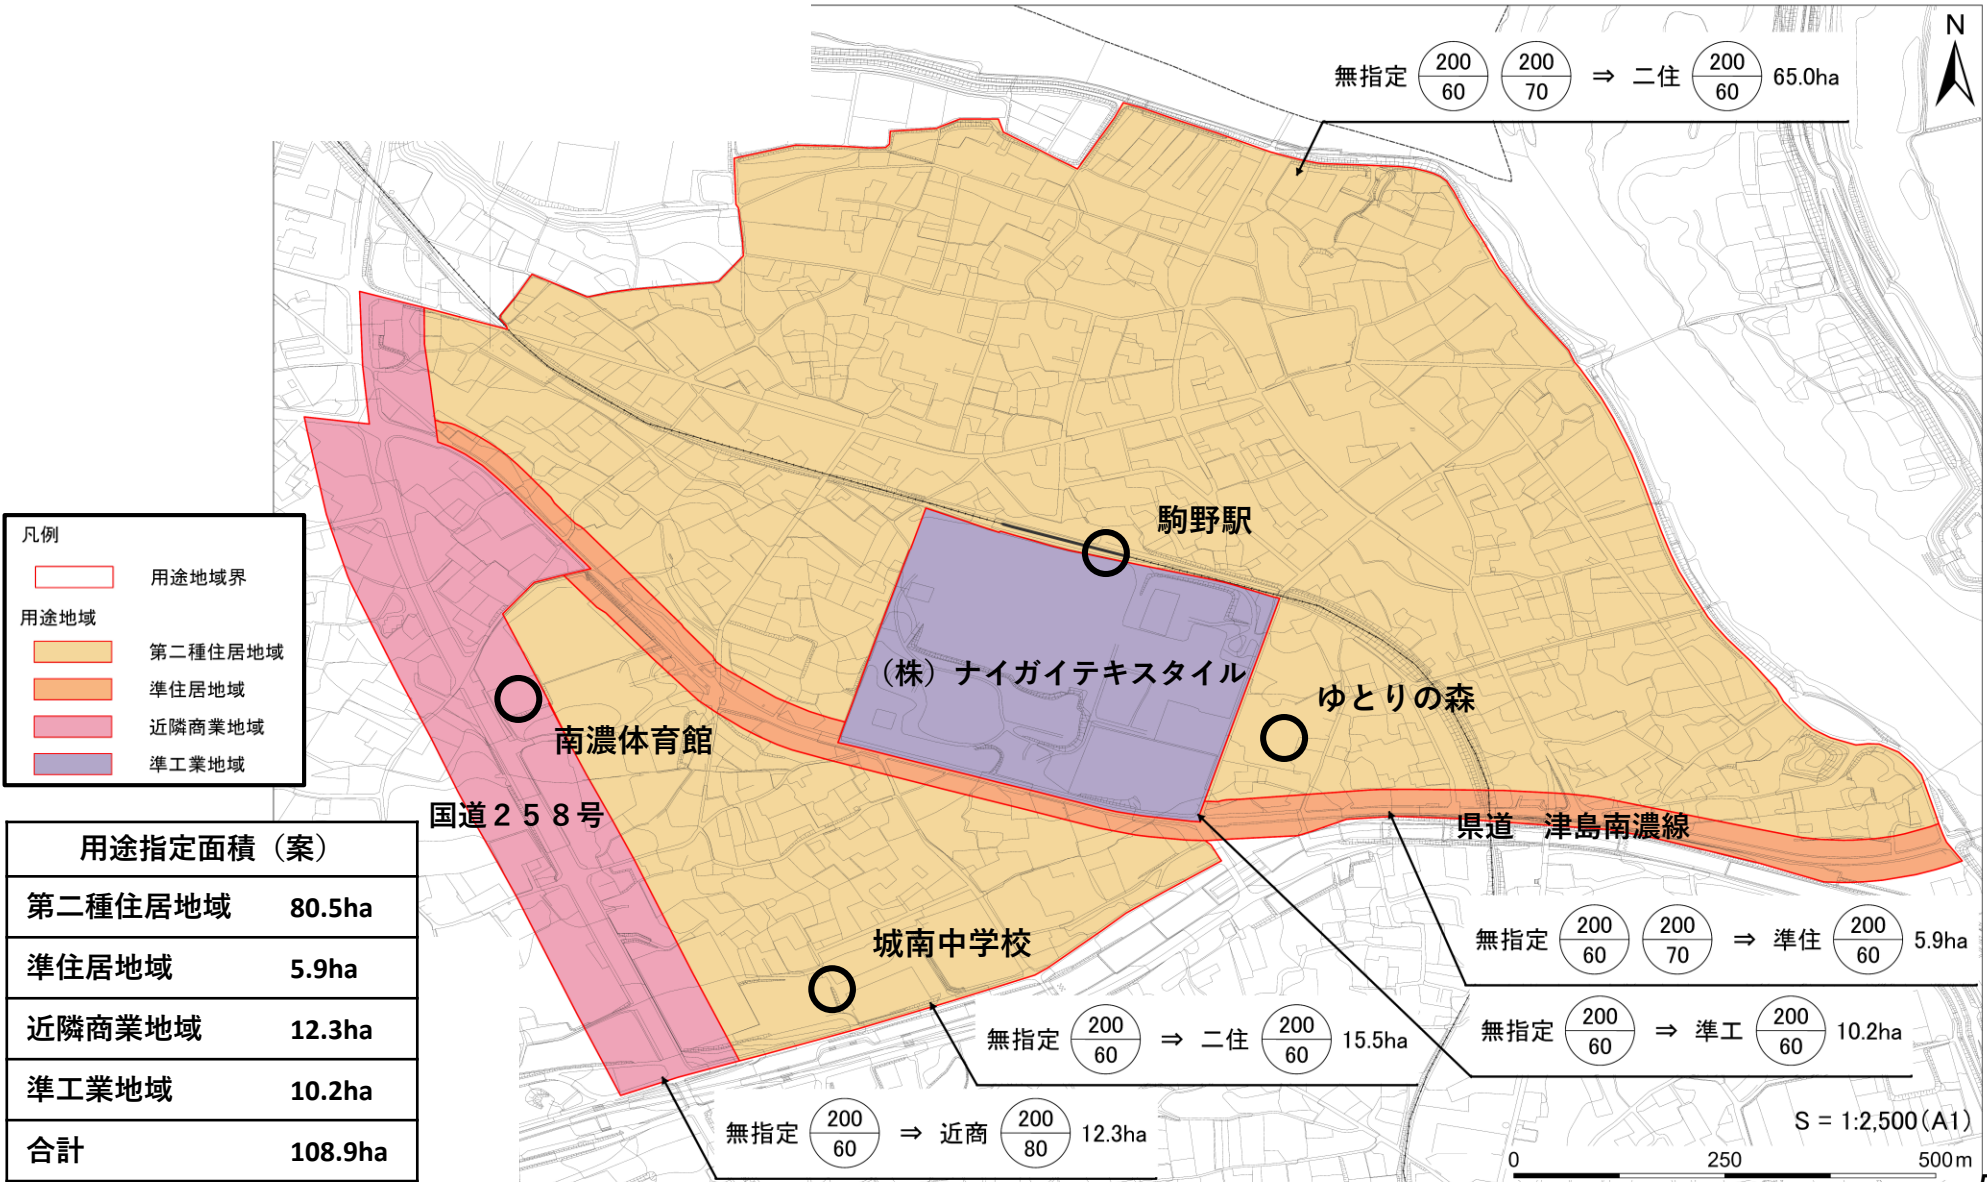 N
無指定 200/60 200/70 ⇒ 二住 200/60 65.0ha
駒野駅
(株)ナイガイテキスタイル
ゆとりの森
南濃体育館
国道258号
県道 津島南濃線
城南中学校
凡例
用途地域界
用途地域
第二種住居地域
準住居地域
近隣商業地域
準工業地域
用途指定面積(案)
第二種住居地域 80.5ha
準住居地域 5.9ha
近隣商業地域 12.3ha
準工業地域 10.2ha
合計 108.9ha
無指定 200/60 200/70 ⇒ 準住 200/60 5.9ha
無指定 200/60 ⇒ 準工 200/60 10.2ha
無指定 200/60 ⇒ 二住 200/60 15.5ha
無指定 200/60 ⇒ 近商 200/80 12.3ha
S = 1:2,500(A1)
0 250 500m